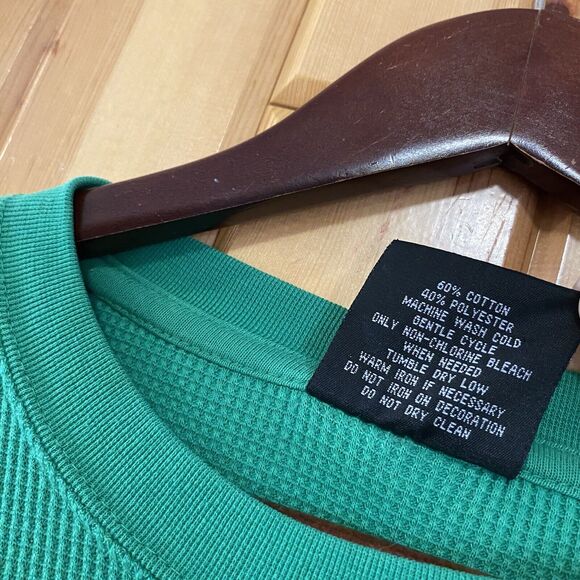 60% COTTON
40% POLYESTER
MACHINE WASH COLD
GENTLE CYCLE
ONLY NON-CHLORINE BLEACH
WHEN NEEDED
TUMBLE DRY LOW
WARM IRON IF NECESSARY
DO NOT IRON ON DECORATION
DO NOT DRY CLEAN